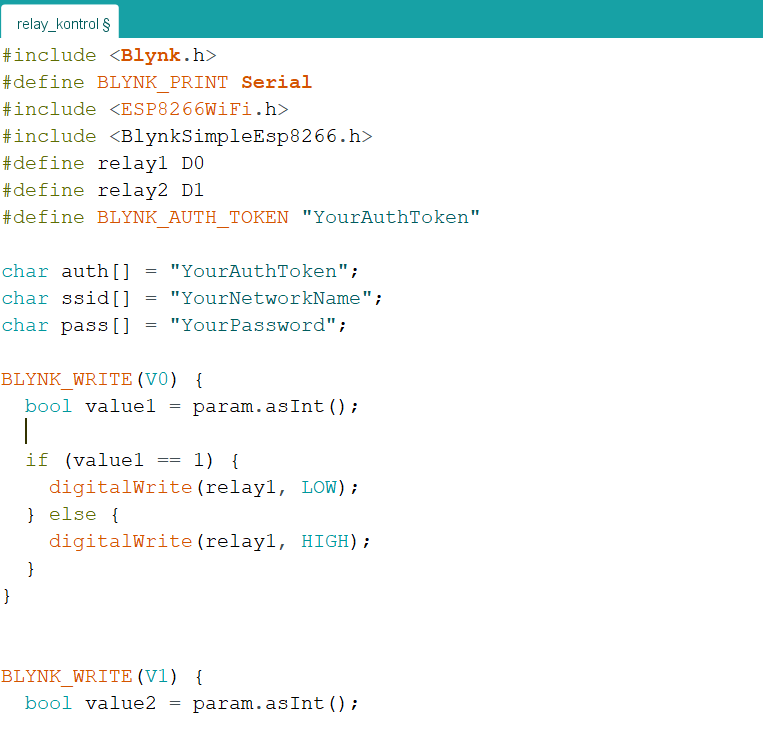 relay_kontrol §
#include <Blynk.h>
#define BLYNK_PRINT Serial
#include <ESP8266WiFi.h>
#include <BlynkSimpleEsp8266.h>
#define relay1 D0
#define relay2 D1
#define BLYNK_AUTH_TOKEN "YourAuthToken"
char auth[] = "YourAuthToken";
char ssid[] = "YourNetworkName";
char pass[] = "YourPassword";
BLYNK_WRITE(V0) {
  bool value1 = param.asInt();
  if (value1 == 1) {
    digitalWrite(relay1, LOW);
  } else {
    digitalWrite(relay1, HIGH);
  }
}
BLYNK_WRITE(V1) {
  bool value2 = param.asInt();